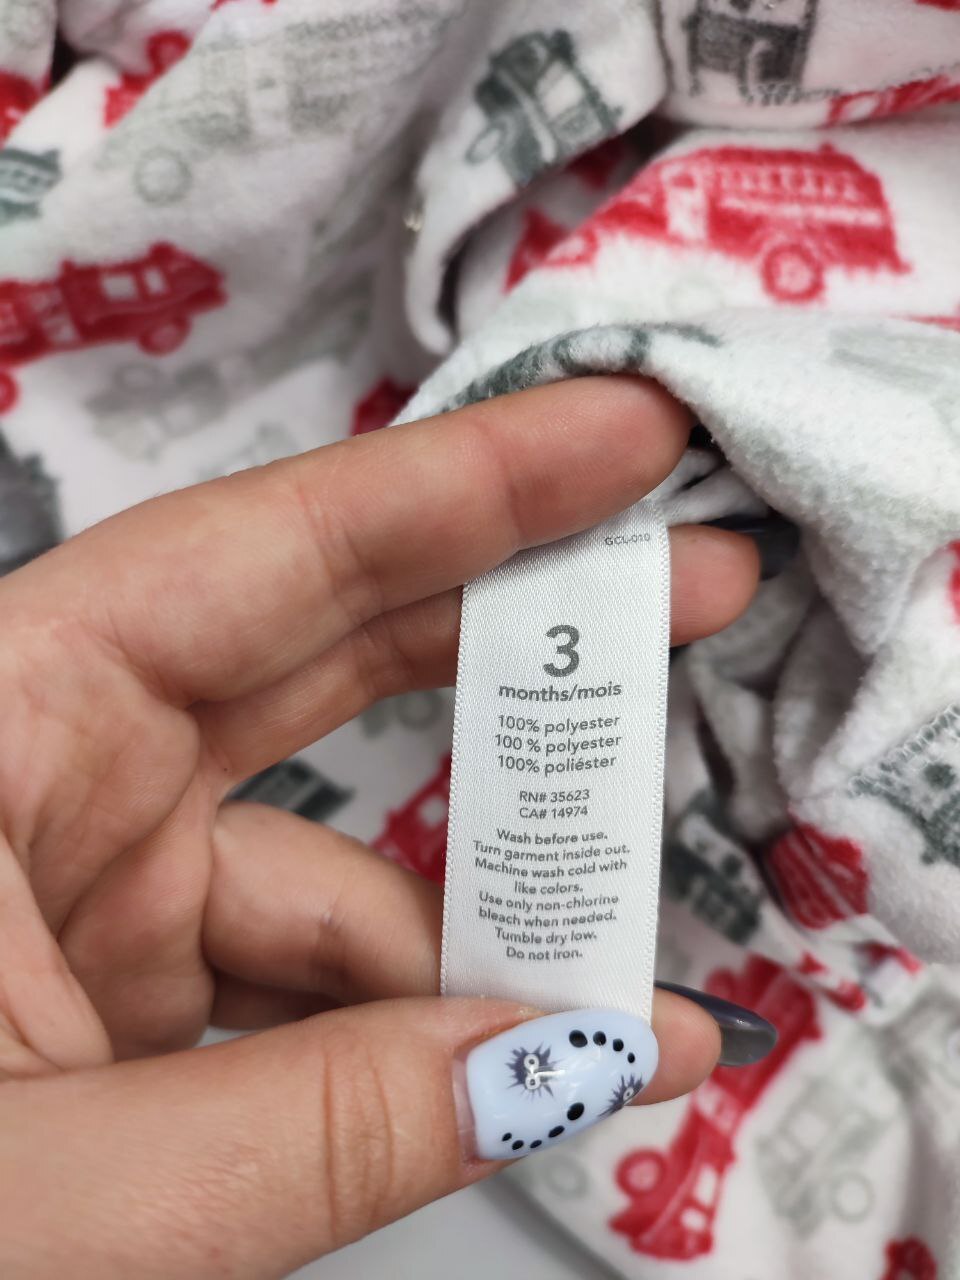 GCL-010
3
months/mois
100% polyester
100 % polyester
100% poliéster
RN# 35623
CA# 14974
Wash before use.
Turn garment inside out.
Machine wash cold with
like colors.
Use only non-chlorine
bleach when needed.
Tumble dry low.
Do not iron.